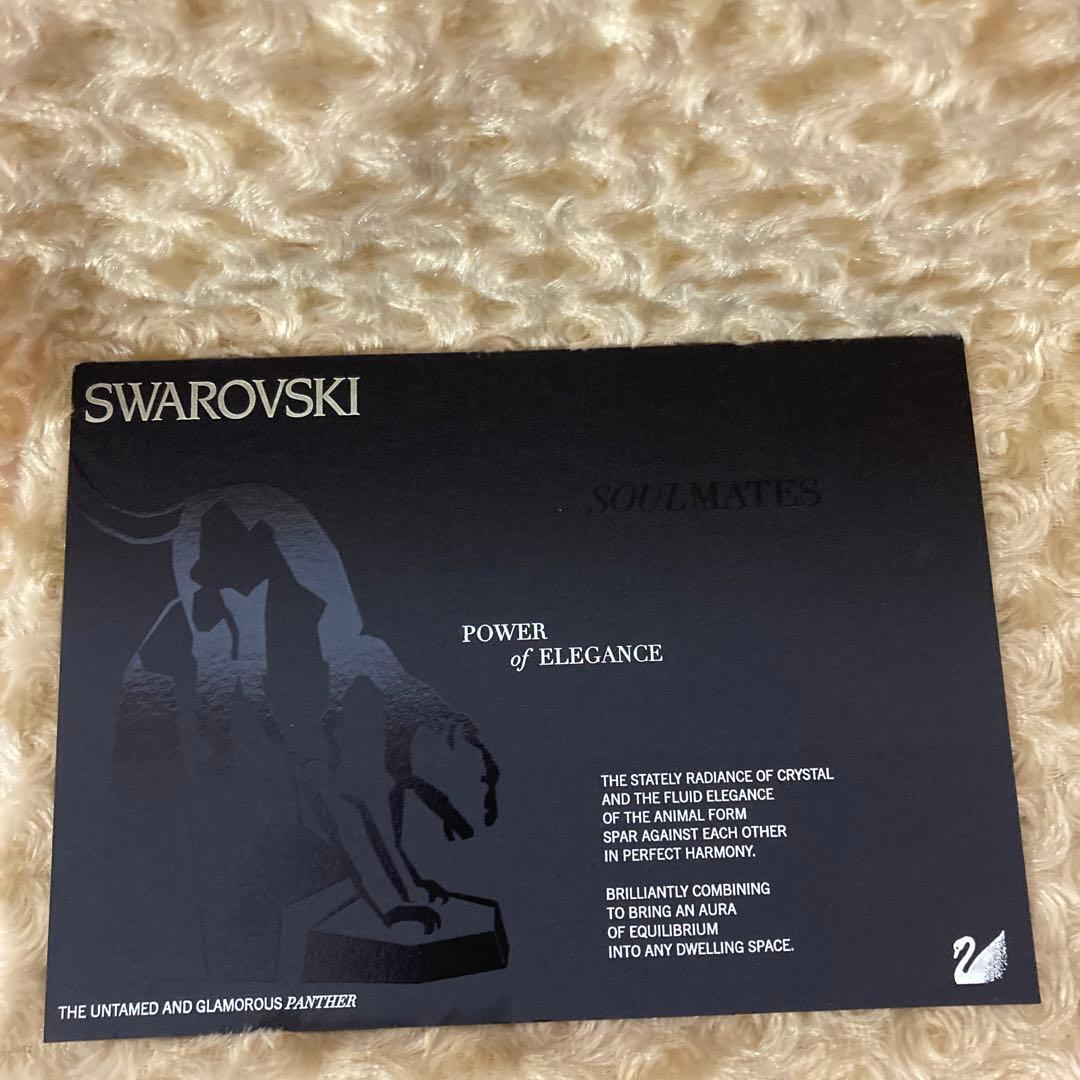 SWAROVSKI
SOULMATES
POWER
of ELEGANCE
THE STATELY RADIANCE OF CRYSTAL
AND THE FLUID ELEGANCE
OF THE ANIMAL FORM
SPAR AGAINST EACH OTHER
IN PERFECT HARMONY.
BRILLIANTLY COMBINING
TO BRING AN AURA
OF EQUILIBRIUM
INTO ANY DWELLING SPACE.
THE UNTAMED AND GLAMOROUS PANTHER